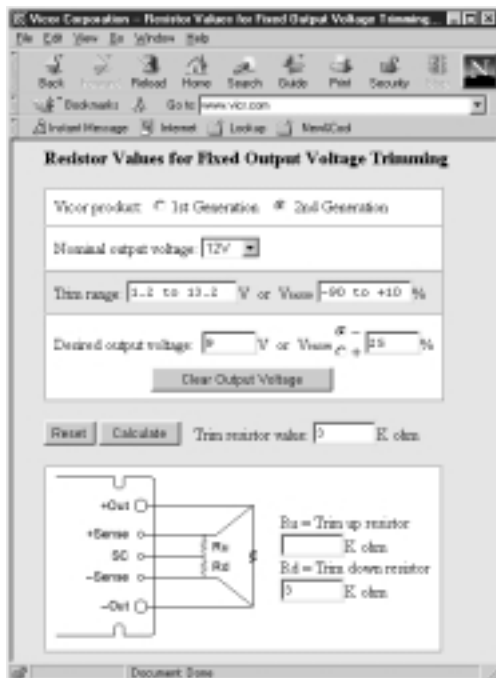 Vicor Corporation - Resistor Values for Fixed Output Voltage Trimming...
File Edit View Go Window Help
Back Forward Reload Home Search Guide Print Security
Bookmarks Go to: www.vicr.com
Instant Message Internet Lookup New&Cool
Resistor Values for Fixed Output Voltage Trimming
Vicor product: 1st Generation 2nd Generation
Nominal output voltage: 12V
Trim range: 1.2 to 13.2 V or -90 to +10 %
Desired output voltage: 9 V or - + 25 %
Clear Output Voltage
Reset Calculate Trim resistor value: 3 K ohm
+Out
+Sense
SC
-Sense
-Out
Ru
Rd
Ru = Trim up resistor
K ohm
Rd = Trim down resistor
3 K ohm
Document: Done